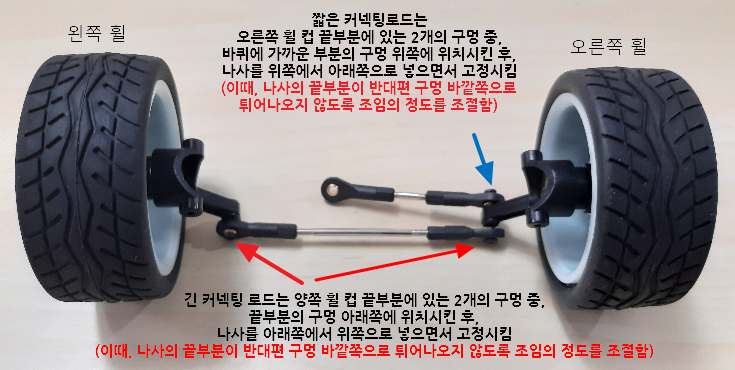 짧은 커넥팅로드는
오른쪽 휠 컵 끝부분에 있는 2개의 구멍 중,
바퀴에 가까운 부분의 구멍 위쪽에 위치시킨 후,
나사를 위쪽에서 아래쪽으로 넣으면서 고정시킴
(이때, 나사의 끝부분이 반대편 구멍 바깥쪽으로
튀어나오지 않도록 조임의 정도를 조절함)
왼쪽 휠
오른쪽 휠
긴 커넥팅 로드는 양쪽 휠 컵 끝부분에 있는 2개의 구멍 중,
끝부분의 구멍 아래쪽에 위치시킨 후,
나사를 아래쪽에서 위쪽으로 넣으면서 고정시킴
(이때, 나사의 끝부분이 반대편 구멍 바깥쪽으로 튀어나오지 않도록 조임의 정도를 조절함)